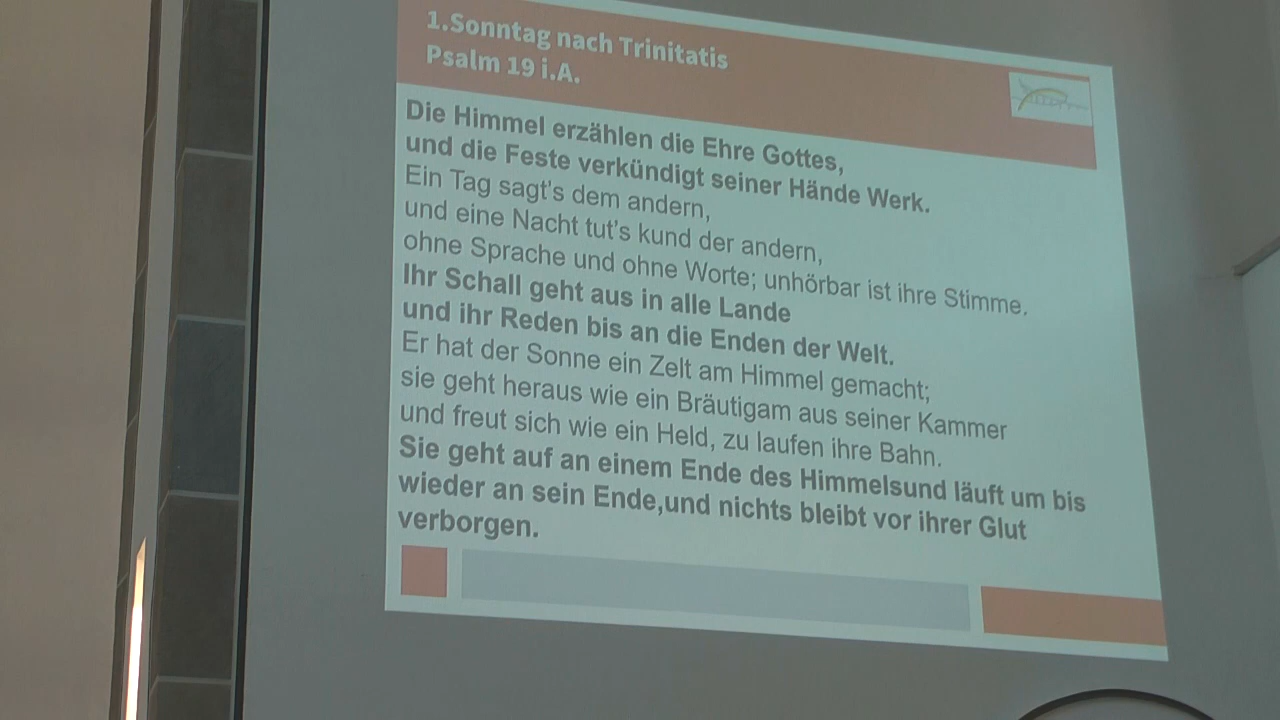 1.Sonntag nach Trinitatis
Psalm 19 i.A.
Die Himmel erzählen die Ehre Gottes,
und die Feste verkündigt seiner Hände Werk.
Ein Tag sagt's dem andern,
und eine Nacht tut's kund der andern,
ohne Sprache und ohne Worte; unhörbar ist ihre Stimme.
Ihr Schall geht aus in alle Lande
und ihr Reden bis an die Enden der Welt.
Er hat der Sonne ein Zelt am Himmel gemacht;
sie geht heraus wie ein Bräutigam aus seiner Kammer
und freut sich wie ein Held, zu laufen ihre Bahn.
Sie geht auf an einem Ende des Himmelsund läuft um bis
wieder an sein Ende,und nichts bleibt vor ihrer Glut
verborgen.